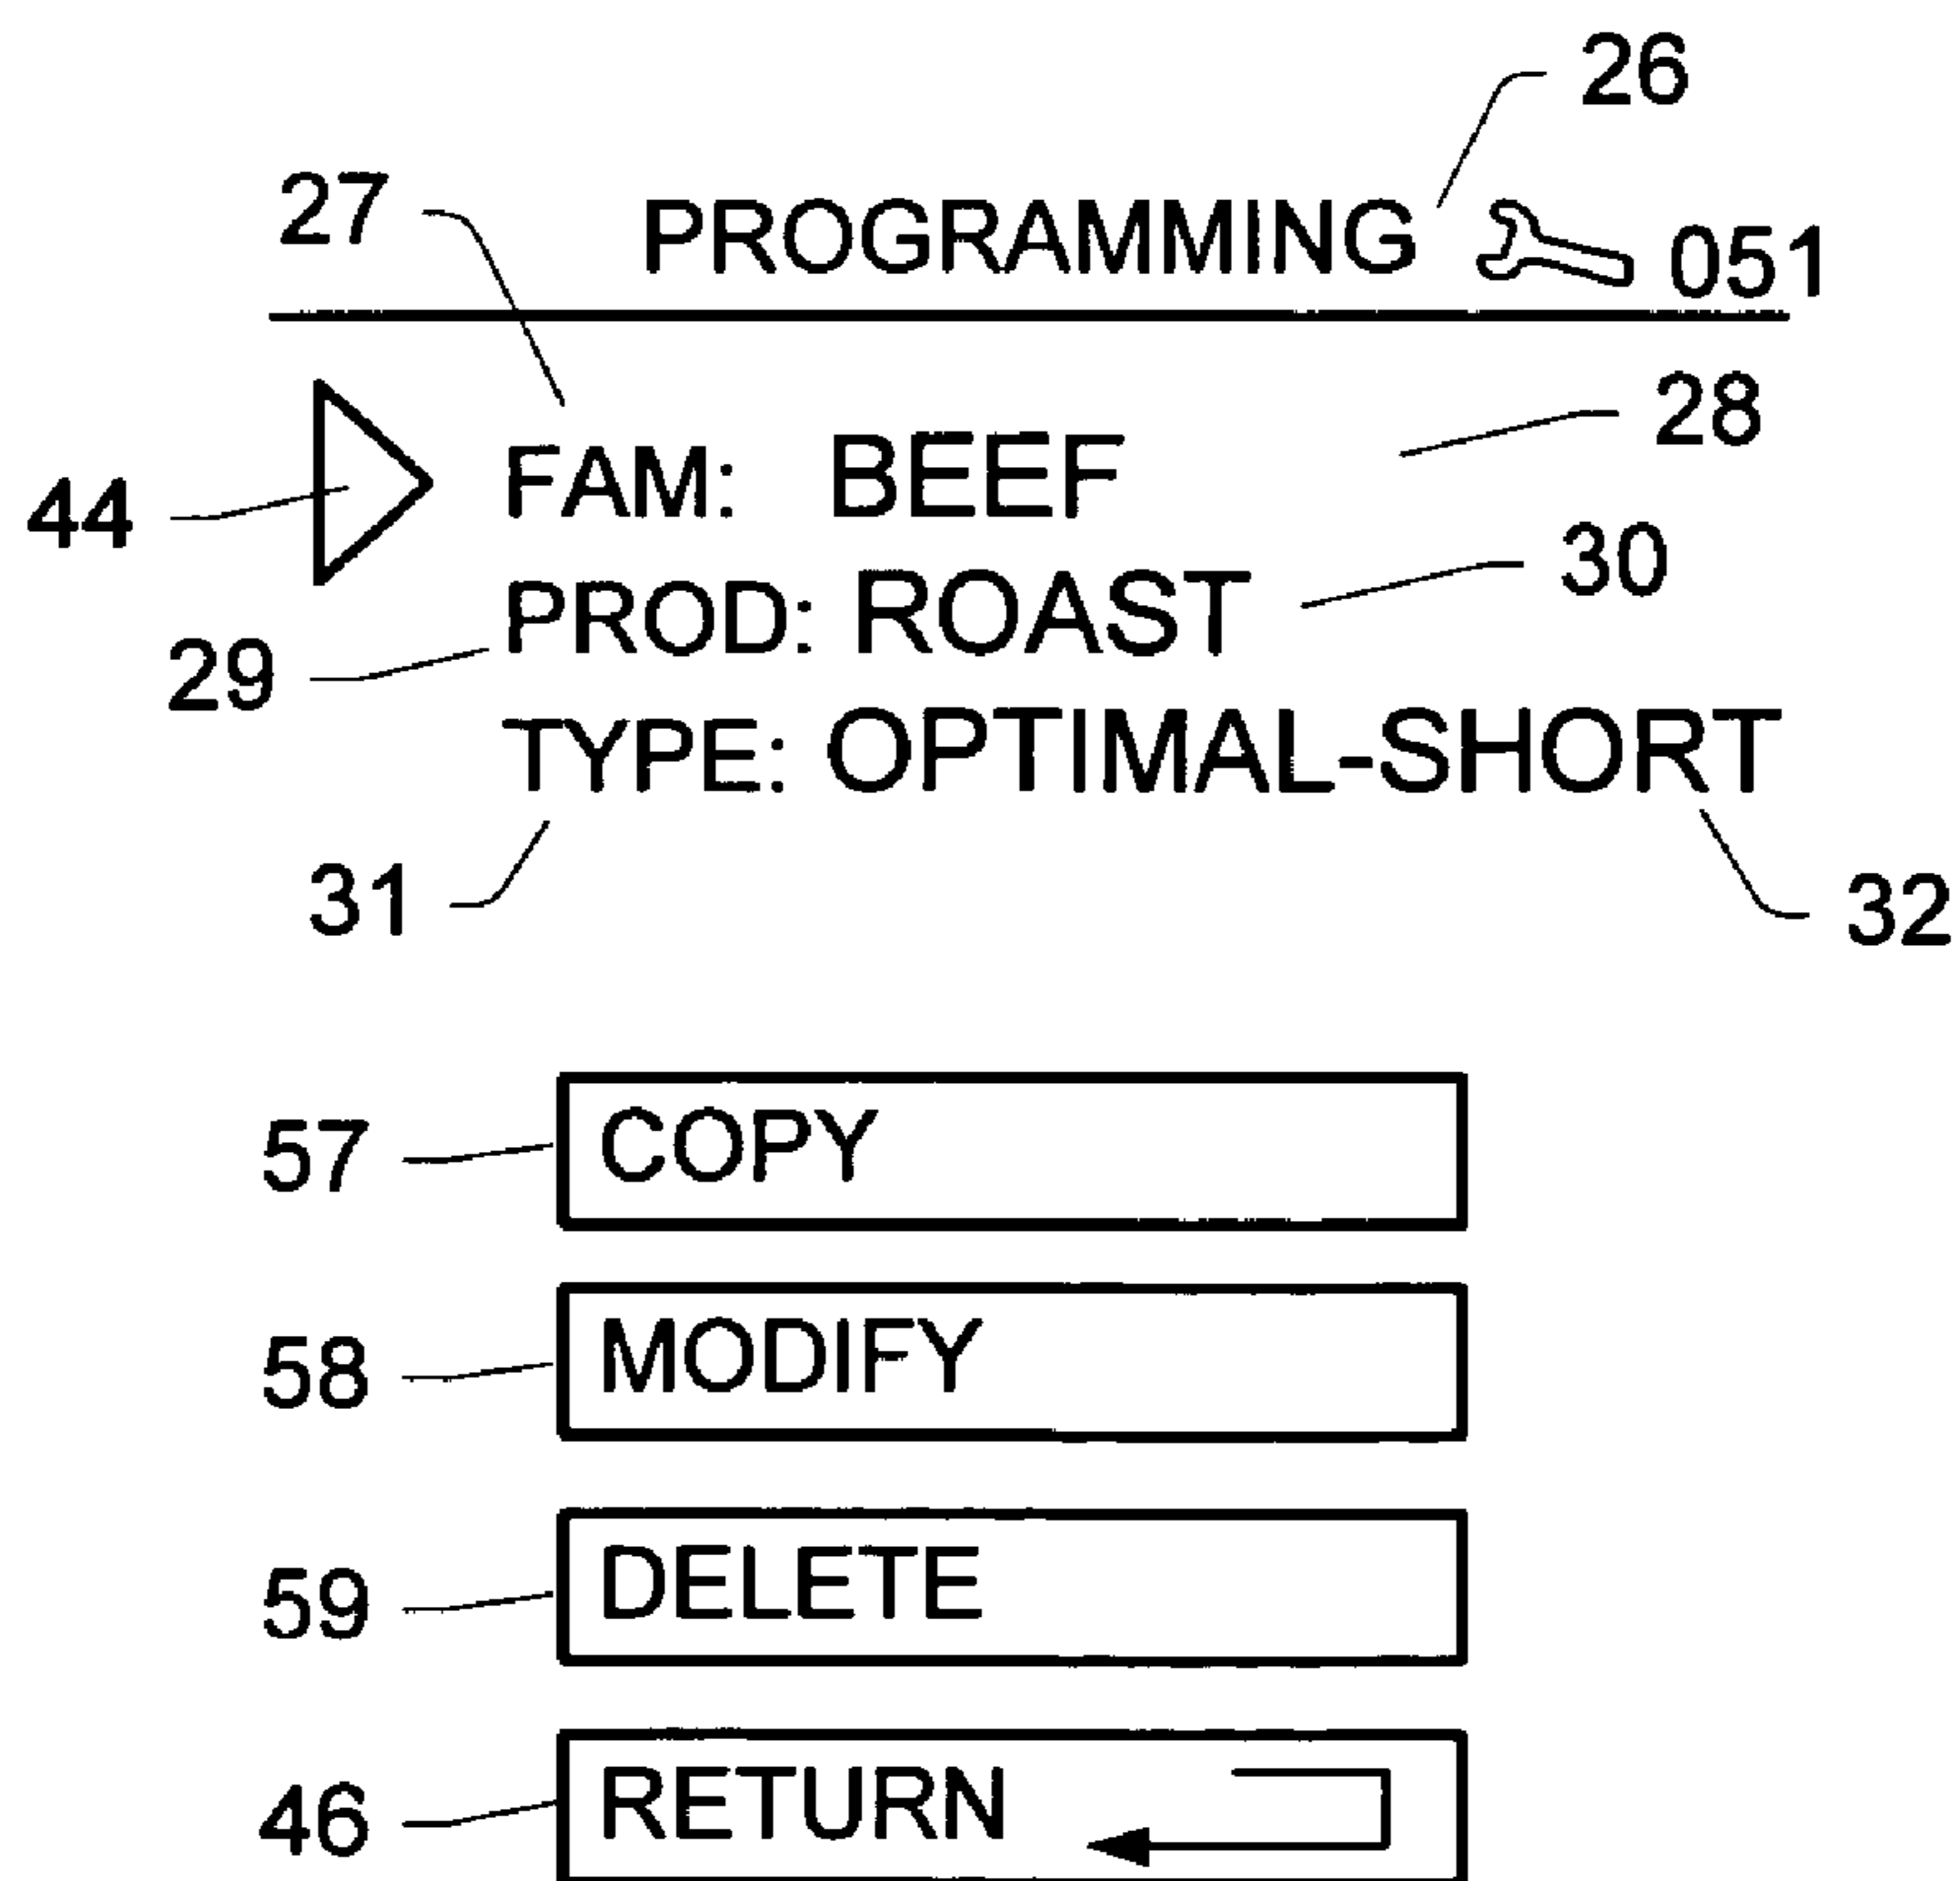 26
27 PROGRAMMING 051
28
44 FAM: BEEF
30
PROD: ROAST
29
TYPE: OPTIMAL-SHORT
31 32
57 COPY
58 MODIFY
59 DELETE
46 RETURN